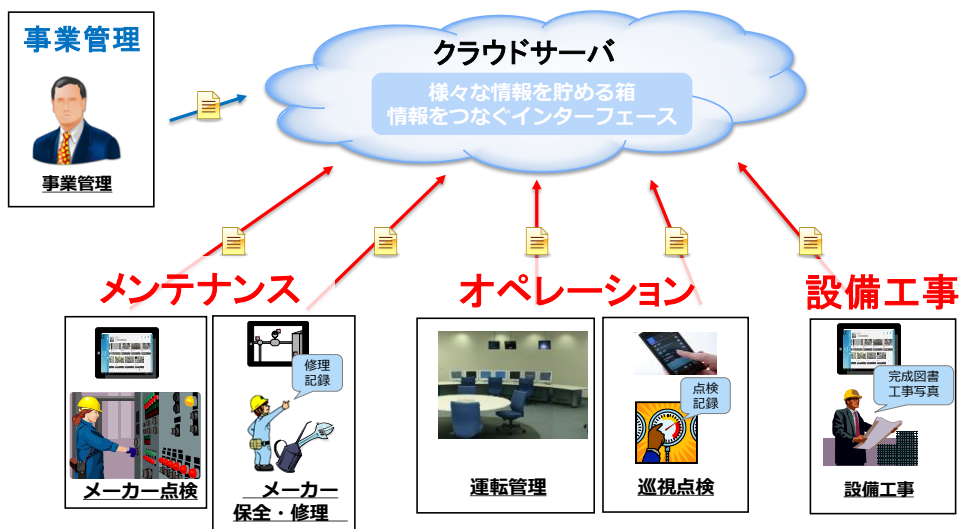 事業管理
事業管理
クラウドサーバ
様々な情報を貯める箱
情報をつなぐインターフェース
メンテナンス
オペレーション
設備工事
メーカー点検
修理
記録
メーカー
保全・修理
運転管理
点検
記録
巡視点検
完成図書
工事写真
設備工事